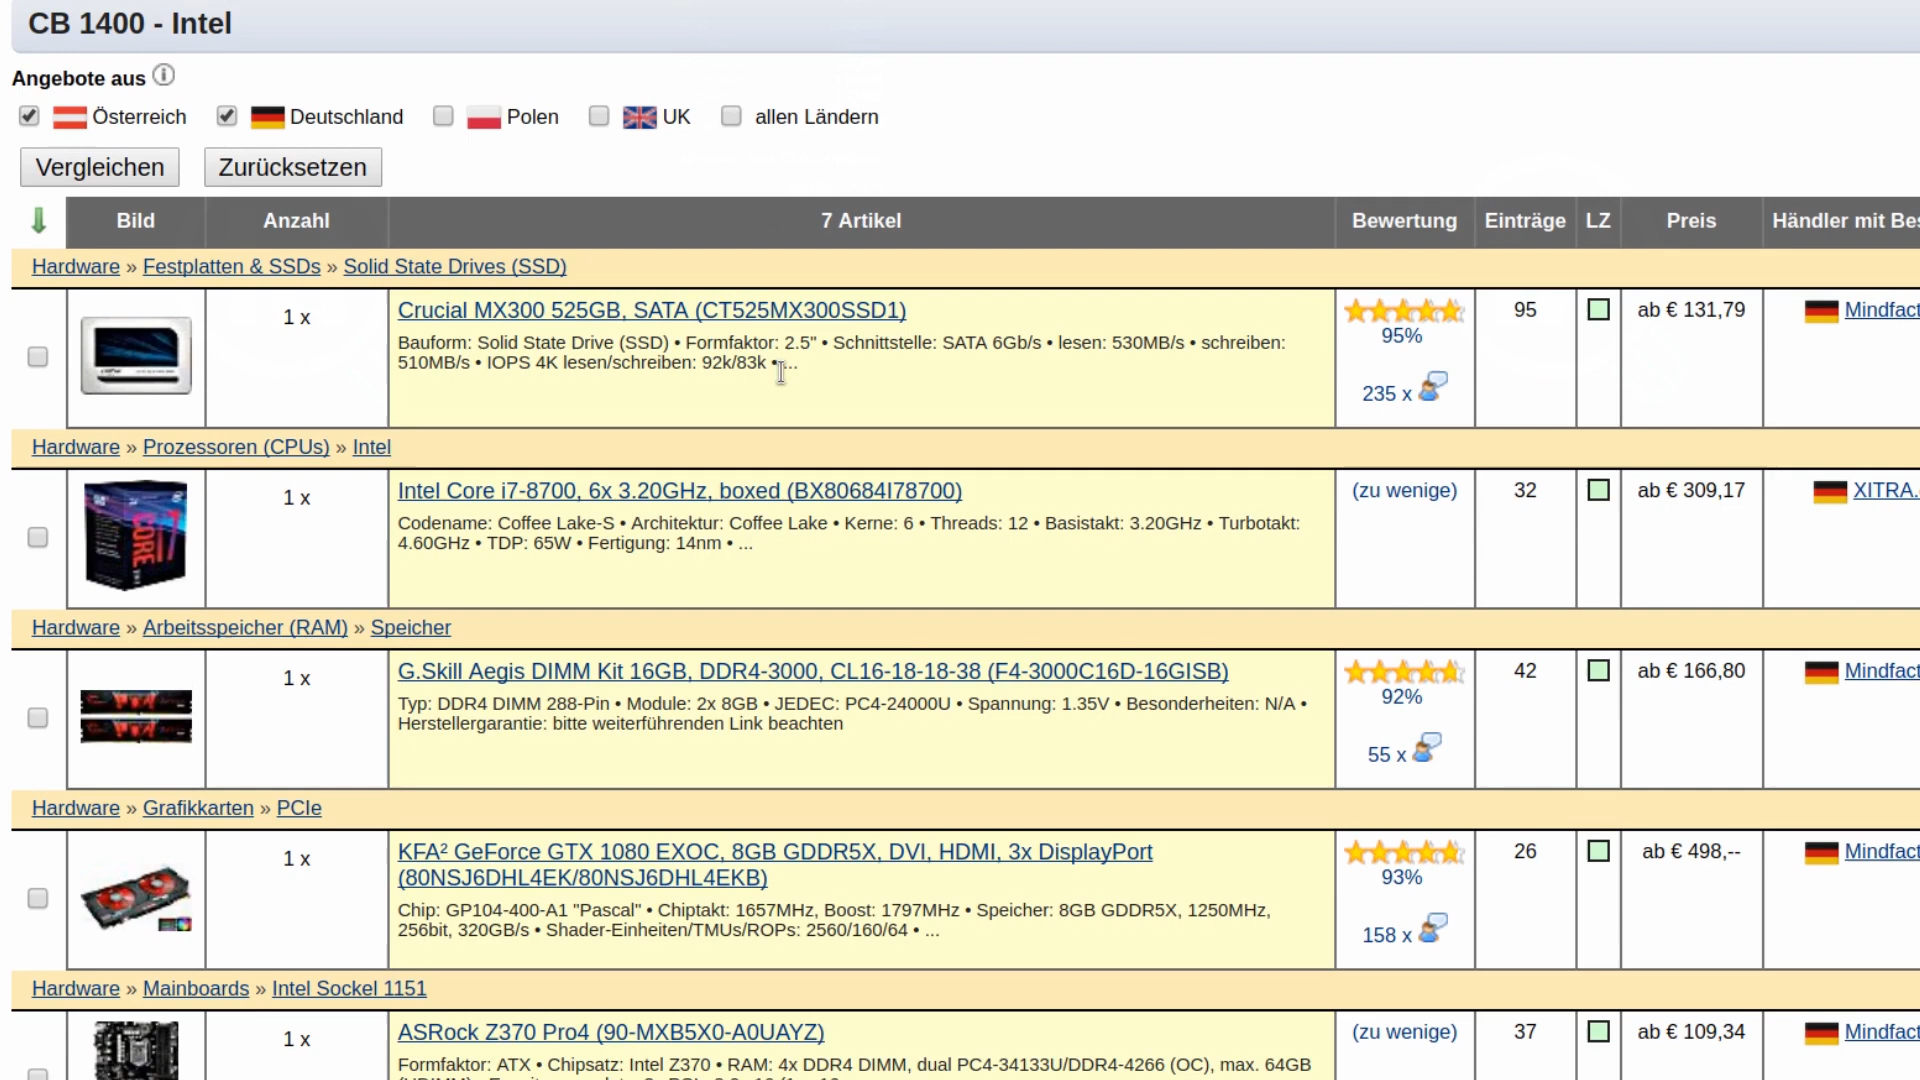 CB 1400 - Intel
Angebote aus
Österreich Deutschland Polen UK allen Ländern
Vergleichen Zurücksetzen
Bild Anzahl 7 Artikel Bewertung Einträge LZ Preis Händler mit Bes
Hardware » Festplatten & SSDs » Solid State Drives (SSD)
1 x Crucial MX300 525GB, SATA (CT525MX300SSD1) 95 ab € 131,79 Mindfact
Bauform: Solid State Drive (SSD) • Formfaktor: 2.5" • Schnittstelle: SATA 6Gb/s • lesen: 530MB/s • schreiben:
510MB/s • IOPS 4K lesen/schreiben: 92k/83k • ...
95%
235 x
Hardware » Prozessoren (CPUs) » Intel
1 x Intel Core i7-8700, 6x 3.20GHz, boxed (BX80684I78700) (zu wenige) 32 ab € 309,17 XITRA.
Codename: Coffee Lake-S • Architektur: Coffee Lake • Kerne: 6 • Threads: 12 • Basistakt: 3.20GHz • Turbotakt:
4.60GHz • TDP: 65W • Fertigung: 14nm • ...
CORE i7
Hardware » Arbeitsspeicher (RAM) » Speicher
1 x G.Skill Aegis DIMM Kit 16GB, DDR4-3000, CL16-18-18-38 (F4-3000C16D-16GISB) 42 ab € 166,80 Mindfact
Typ: DDR4 DIMM 288-Pin • Module: 2x 8GB • JEDEC: PC4-24000U • Spannung: 1.35V • Besonderheiten: N/A •
Herstellergarantie: bitte weiterführenden Link beachten
92%
55 x
Hardware » Grafikkarten » PCIe
1 x KFA² GeForce GTX 1080 EXOC, 8GB GDDR5X, DVI, HDMI, 3x DisplayPort 26 ab € 498,-- Mindfact
(80NSJ6DHL4EK/80NSJ6DHL4EKB)
93%
Chip: GP104-400-A1 "Pascal" • Chiptakt: 1657MHz, Boost: 1797MHz • Speicher: 8GB GDDR5X, 1250MHz,
256bit, 320GB/s • Shader-Einheiten/TMUs/ROPs: 2560/160/64 • ...
158 x
Hardware » Mainboards » Intel Sockel 1151
1 x ASRock Z370 Pro4 (90-MXB5X0-A0UAYZ) (zu wenige) 37 ab € 109,34 Mindfact
Formfaktor: ATX • Chipsatz: Intel Z370 • RAM: 4x DDR4 DIMM, dual PC4-34133U/DDR4-4266 (OC), max. 64GB